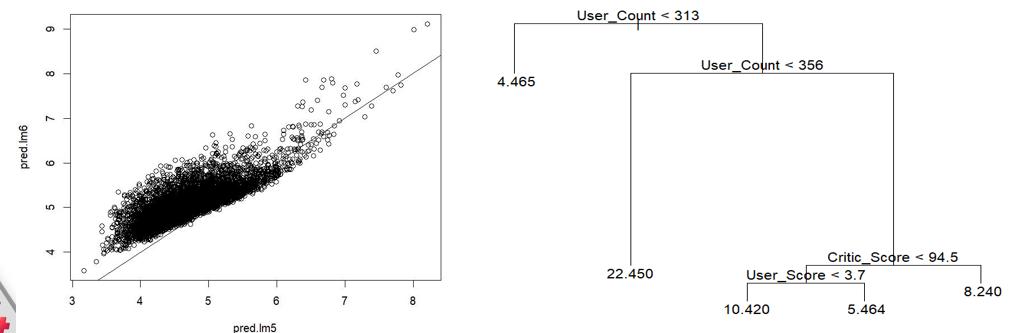 9
8
7
6
5
4
pred.lm6
3 4 5 6 7 8
pred.lm5
User_Count < 313
4.465
User_Count < 356
22.450
Critic_Score < 94.5
User_Score < 3.7
8.240
10.420
5.464